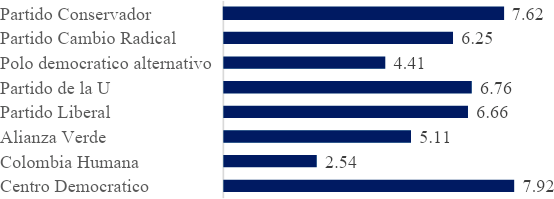 Partido Conservador 7.62
Partido Cambio Radical 6.25
Polo democratico alternativo 4.41
Partido de la U 6.76
Partido Liberal 6.66
Alianza Verde 5.11
Colombia Humana 2.54
Centro Democratico 7.92